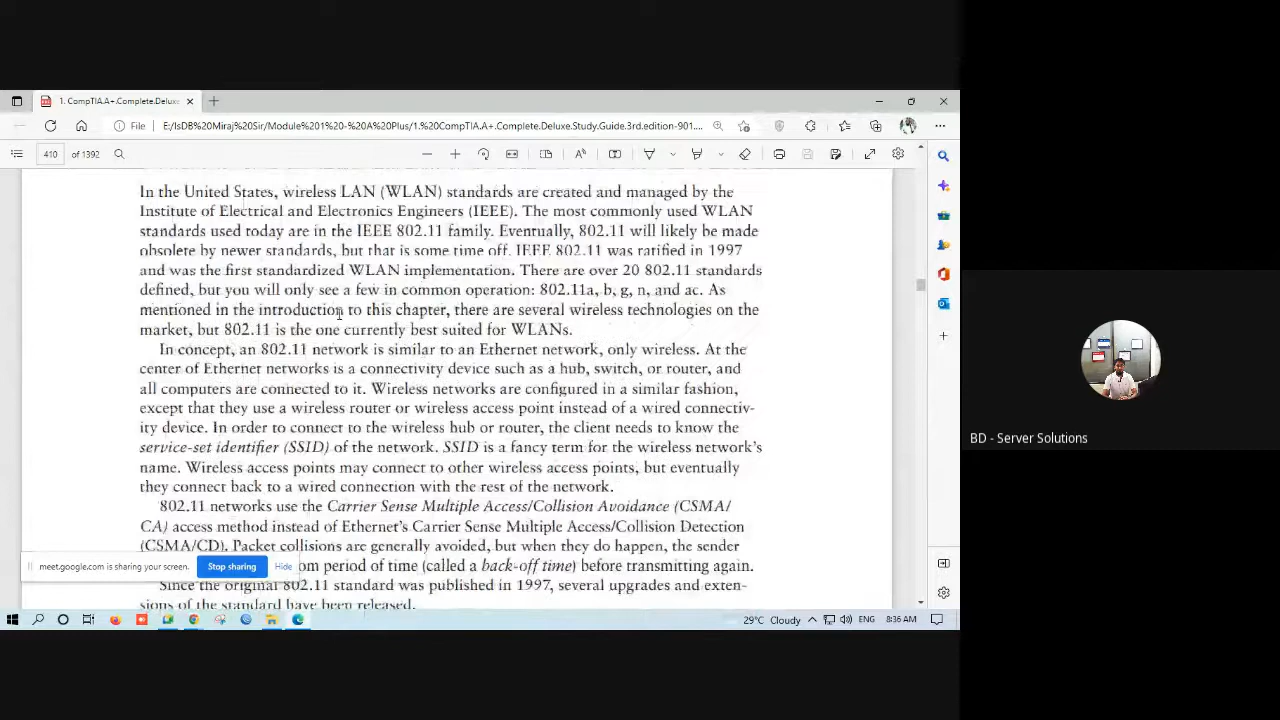 1. CompTIA.A+.Complete.Deluxe
File
E:/IsDB%20Miraj%20Sir/Module%201%20-%20A%20Plus/1.%20CompTIA.A+.Complete.Deluxe.Study.Guide.3rd.edition-901....
410 of 1392
In the United States, wireless LAN (WLAN) standards are created and managed by the
Institute of Electrical and Electronics Engineers (IEEE). The most commonly used WLAN
standards used today are in the IEEE 802.11 family. Eventually, 802.11 will likely be made
obsolete by newer standards, but that is some time off. IEEE 802.11 was ratified in 1997
and was the first standardized WLAN implementation. There are over 20 802.11 standards
defined, but you will only see a few in common operation: 802.11a, b, g, n, and ac. As
mentioned in the introduction to this chapter, there are several wireless technologies on the
market, but 802.11 is the one currently best suited for WLANs.
In concept, an 802.11 network is similar to an Ethernet network, only wireless. At the
center of Ethernet networks is a connectivity device such as a hub, switch, or router, and
all computers are connected to it. Wireless networks are configured in a similar fashion,
except that they use a wireless router or wireless access point instead of a wired connectiv-
ity device. In order to connect to the wireless hub or router, the client needs to know the
service-set identifier (SSID) of the network. SSID is a fancy term for the wireless network's
name. Wireless access points may connect to other wireless access points, but eventually
they connect back to a wired connection with the rest of the network.
802.11 networks use the Carrier Sense Multiple Access/Collision Avoidance (CSMA/
CA) access method instead of Ethernet's Carrier Sense Multiple Access/Collision Detection
(CSMA/CD). Packet collisions are generally avoided, but when they do happen, the sender
om period of time (called a back-off time) before transmitting again.
Since the original 802.11 standard was published in 1997, several upgrades and exten-
sions of the standard have been released.
meet.google.com is sharing your screen.
Stop sharing
Hide
BD - Server Solutions
29°C Cloudy
ENG
8:36 AM